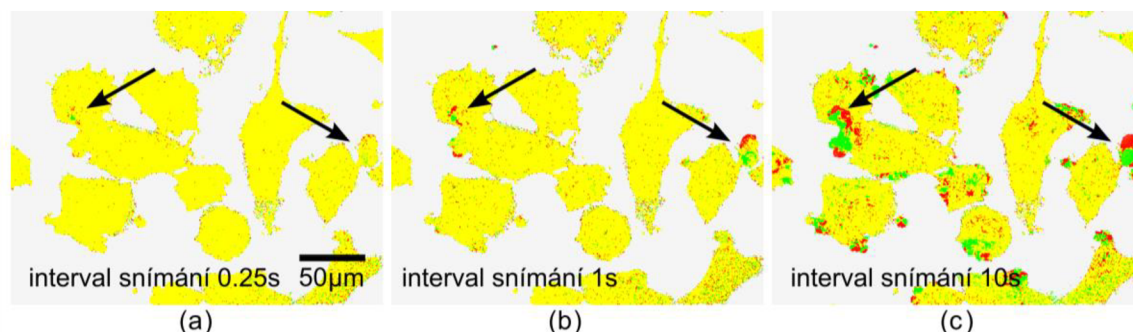 interval snímání 0.25s 50µm
interval snímání 1s
interval snímání 10s
(a)
(b)
(c)